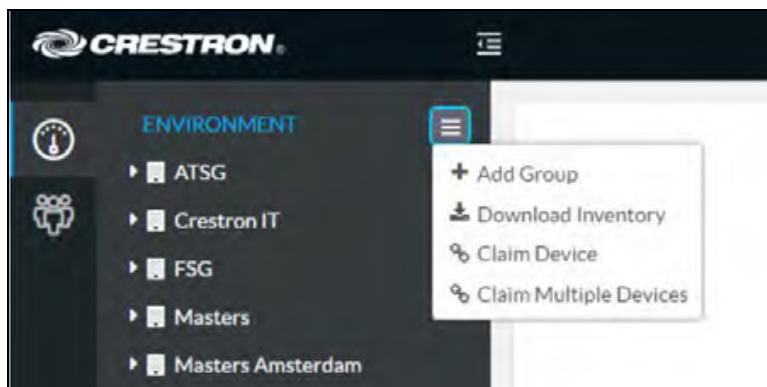 CRESTRON.
ENVIRONMENT
ATSG
Crestron IT
FSG
Masters
Masters Amsterdam
Add Group
Download Inventory
Claim Device
Claim Multiple Devices